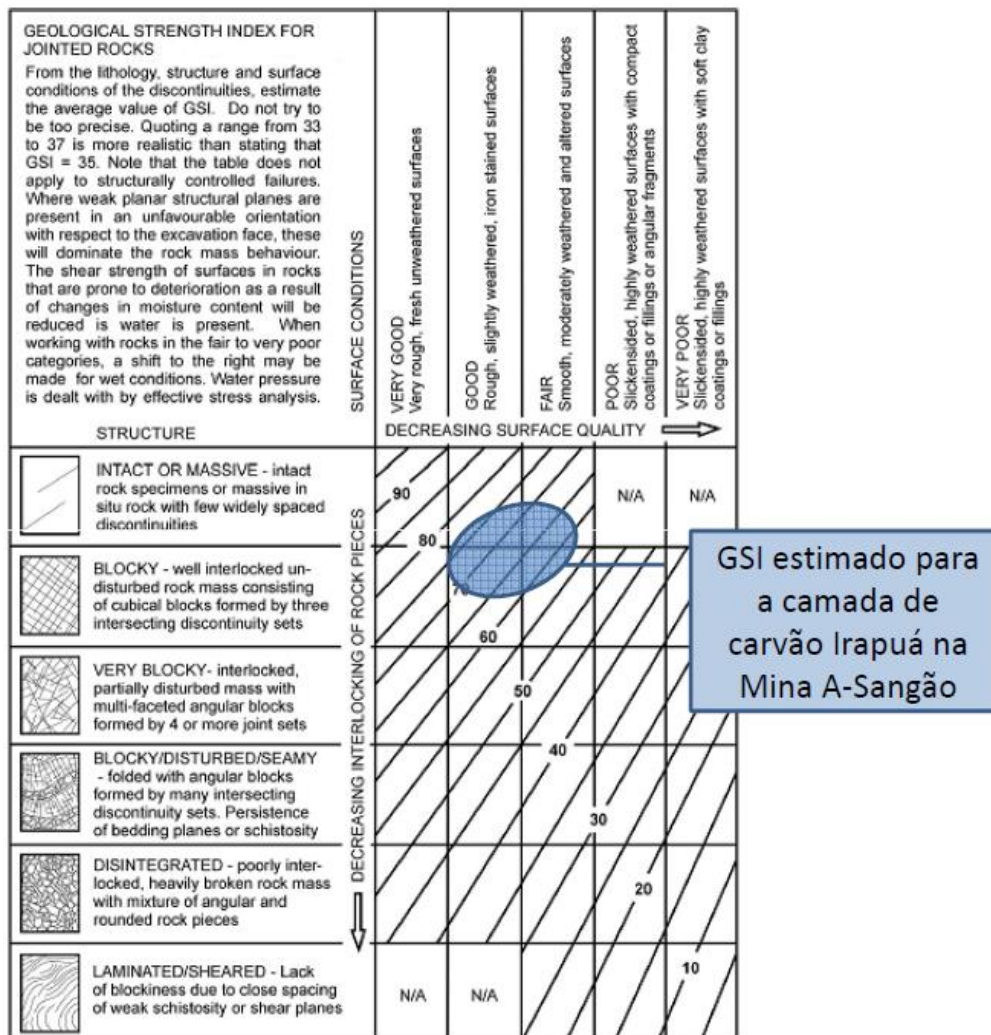 GEOLOGICAL STRENGTH INDEX FOR
JOINTED ROCKS
From the lithology, structure and surface
conditions of the discontinuities, estimate
the average value of GSI. Do not try to
be too precise. Quoting a range from 33
to 37 is more realistic than stating that
GSI = 35. Note that the table does not
apply to structurally controlled failures.
Where weak planar structural planes are
present in an unfavourable orientation
with respect to the excavation face, these
will dominate the rock mass behaviour.
The shear strength of surfaces in rocks
that are prone to deterioration as a result
of changes in moisture content will be
reduced is water is present. When
working with rocks in the fair to very poor
categories, a shift to the right may be
made for wet conditions. Water pressure
is dealt with by effective stress analysis.
STRUCTURE
SURFACE CONDITIONS
VERY GOOD
Very rough, fresh unweathered surfaces
GOOD
Rough, slightly weathered, iron stained surfaces
FAIR
Smooth, moderately weathered and altered surfaces
POOR
Slickensided, highly weathered surfaces with compact
coatings or fillings or angular fragments
VERY POOR
Slickensided, highly weathered surfaces with soft clay
coatings or fillings
DECREASING SURFACE QUALITY
DECREASING INTERLOCKING OF ROCK PIECES
INTACT OR MASSIVE - intact
rock specimens or massive in
situ rock with few widely spaced
discontinuities
BLOCKY - well interlocked un-
disturbed rock mass consisting
of cubical blocks formed by three
intersecting discontinuity sets
VERY BLOCKY- interlocked,
partially disturbed mass with
multi-faceted angular blocks
formed by 4 or more joint sets
BLOCKY/DISTURBED/SEAMY
- folded with angular blocks
formed by many intersecting
discontinuity sets. Persistence
of bedding planes or schistosity
DISINTEGRATED - poorly inter-
locked, heavily broken rock mass
with mixture of angular and
rounded rock pieces
LAMINATED/SHEARED - Lack
of blockiness due to close spacing
of weak schistosity or shear planes
90
N/A
N/A
80
60
50
40
30
20
10
N/A
N/A
GSI estimado para
a camada de
carvão Irapuá na
Mina A-Sangão